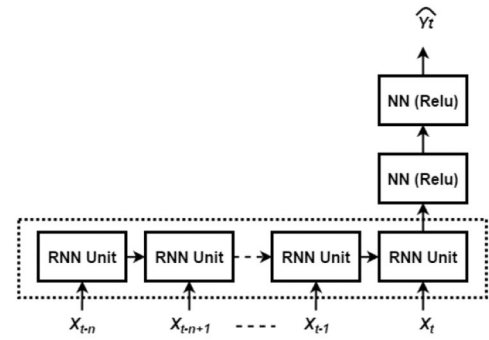 Ŷt
NN (Relu)
NN (Relu)
RNN Unit RNN Unit RNN Unit RNN Unit
Xt-n Xt-n+1 ---- Xt-1 Xt